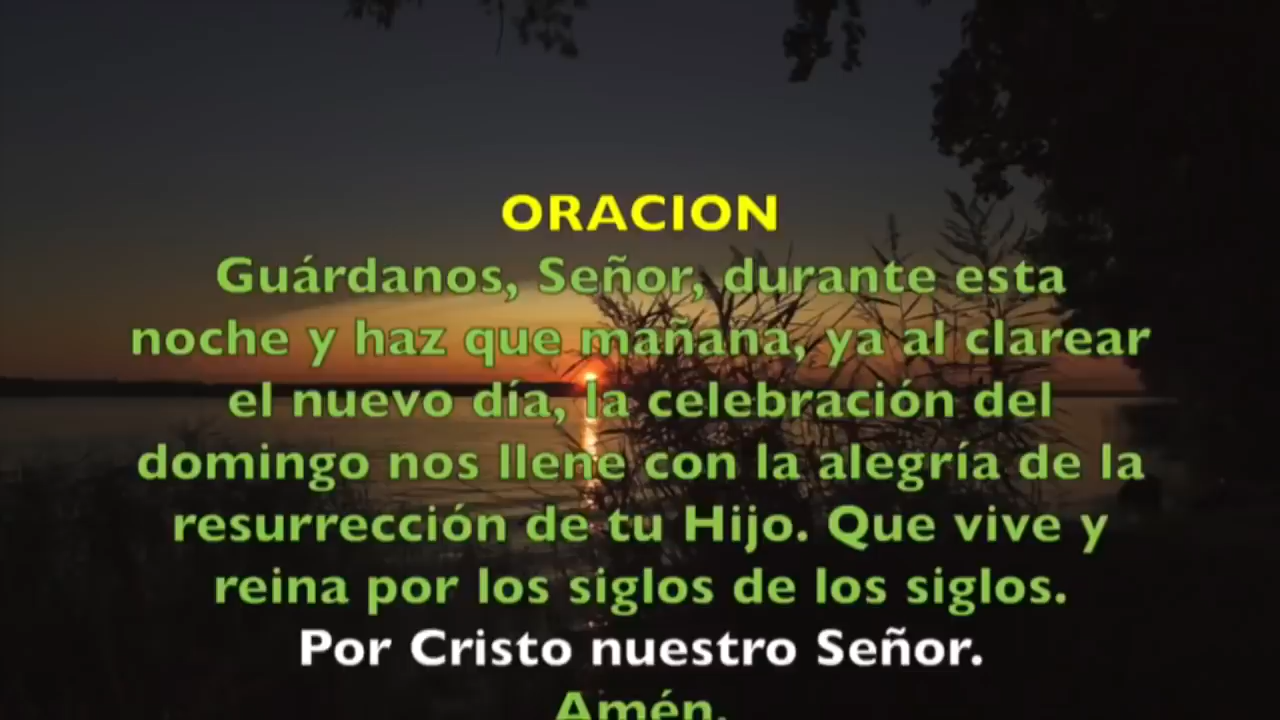 ORACION
Guárdanos, Señor, durante esta
noche y haz que mañana, ya al clarear
el nuevo día, la celebración del
domingo nos llene con la alegría de la
resurrección de tu Hijo. Que vive y
reina por los siglos de los siglos.
Por Cristo nuestro Señor.
Amén.